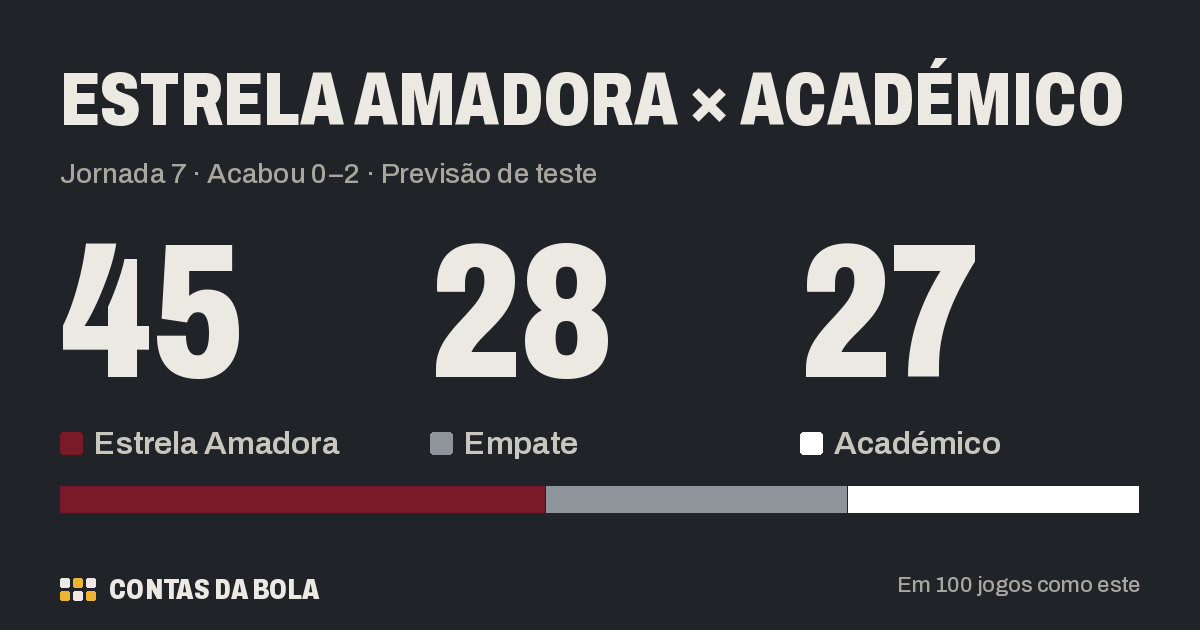 ESTRELA AMADORA × ACADÉMICO
Jornada 7 · Acabou 0–2 · Previsão de teste
45 28 27
Estrela Amadora Empate Académico
CONTAS DA BOLA Em 100 jogos como este